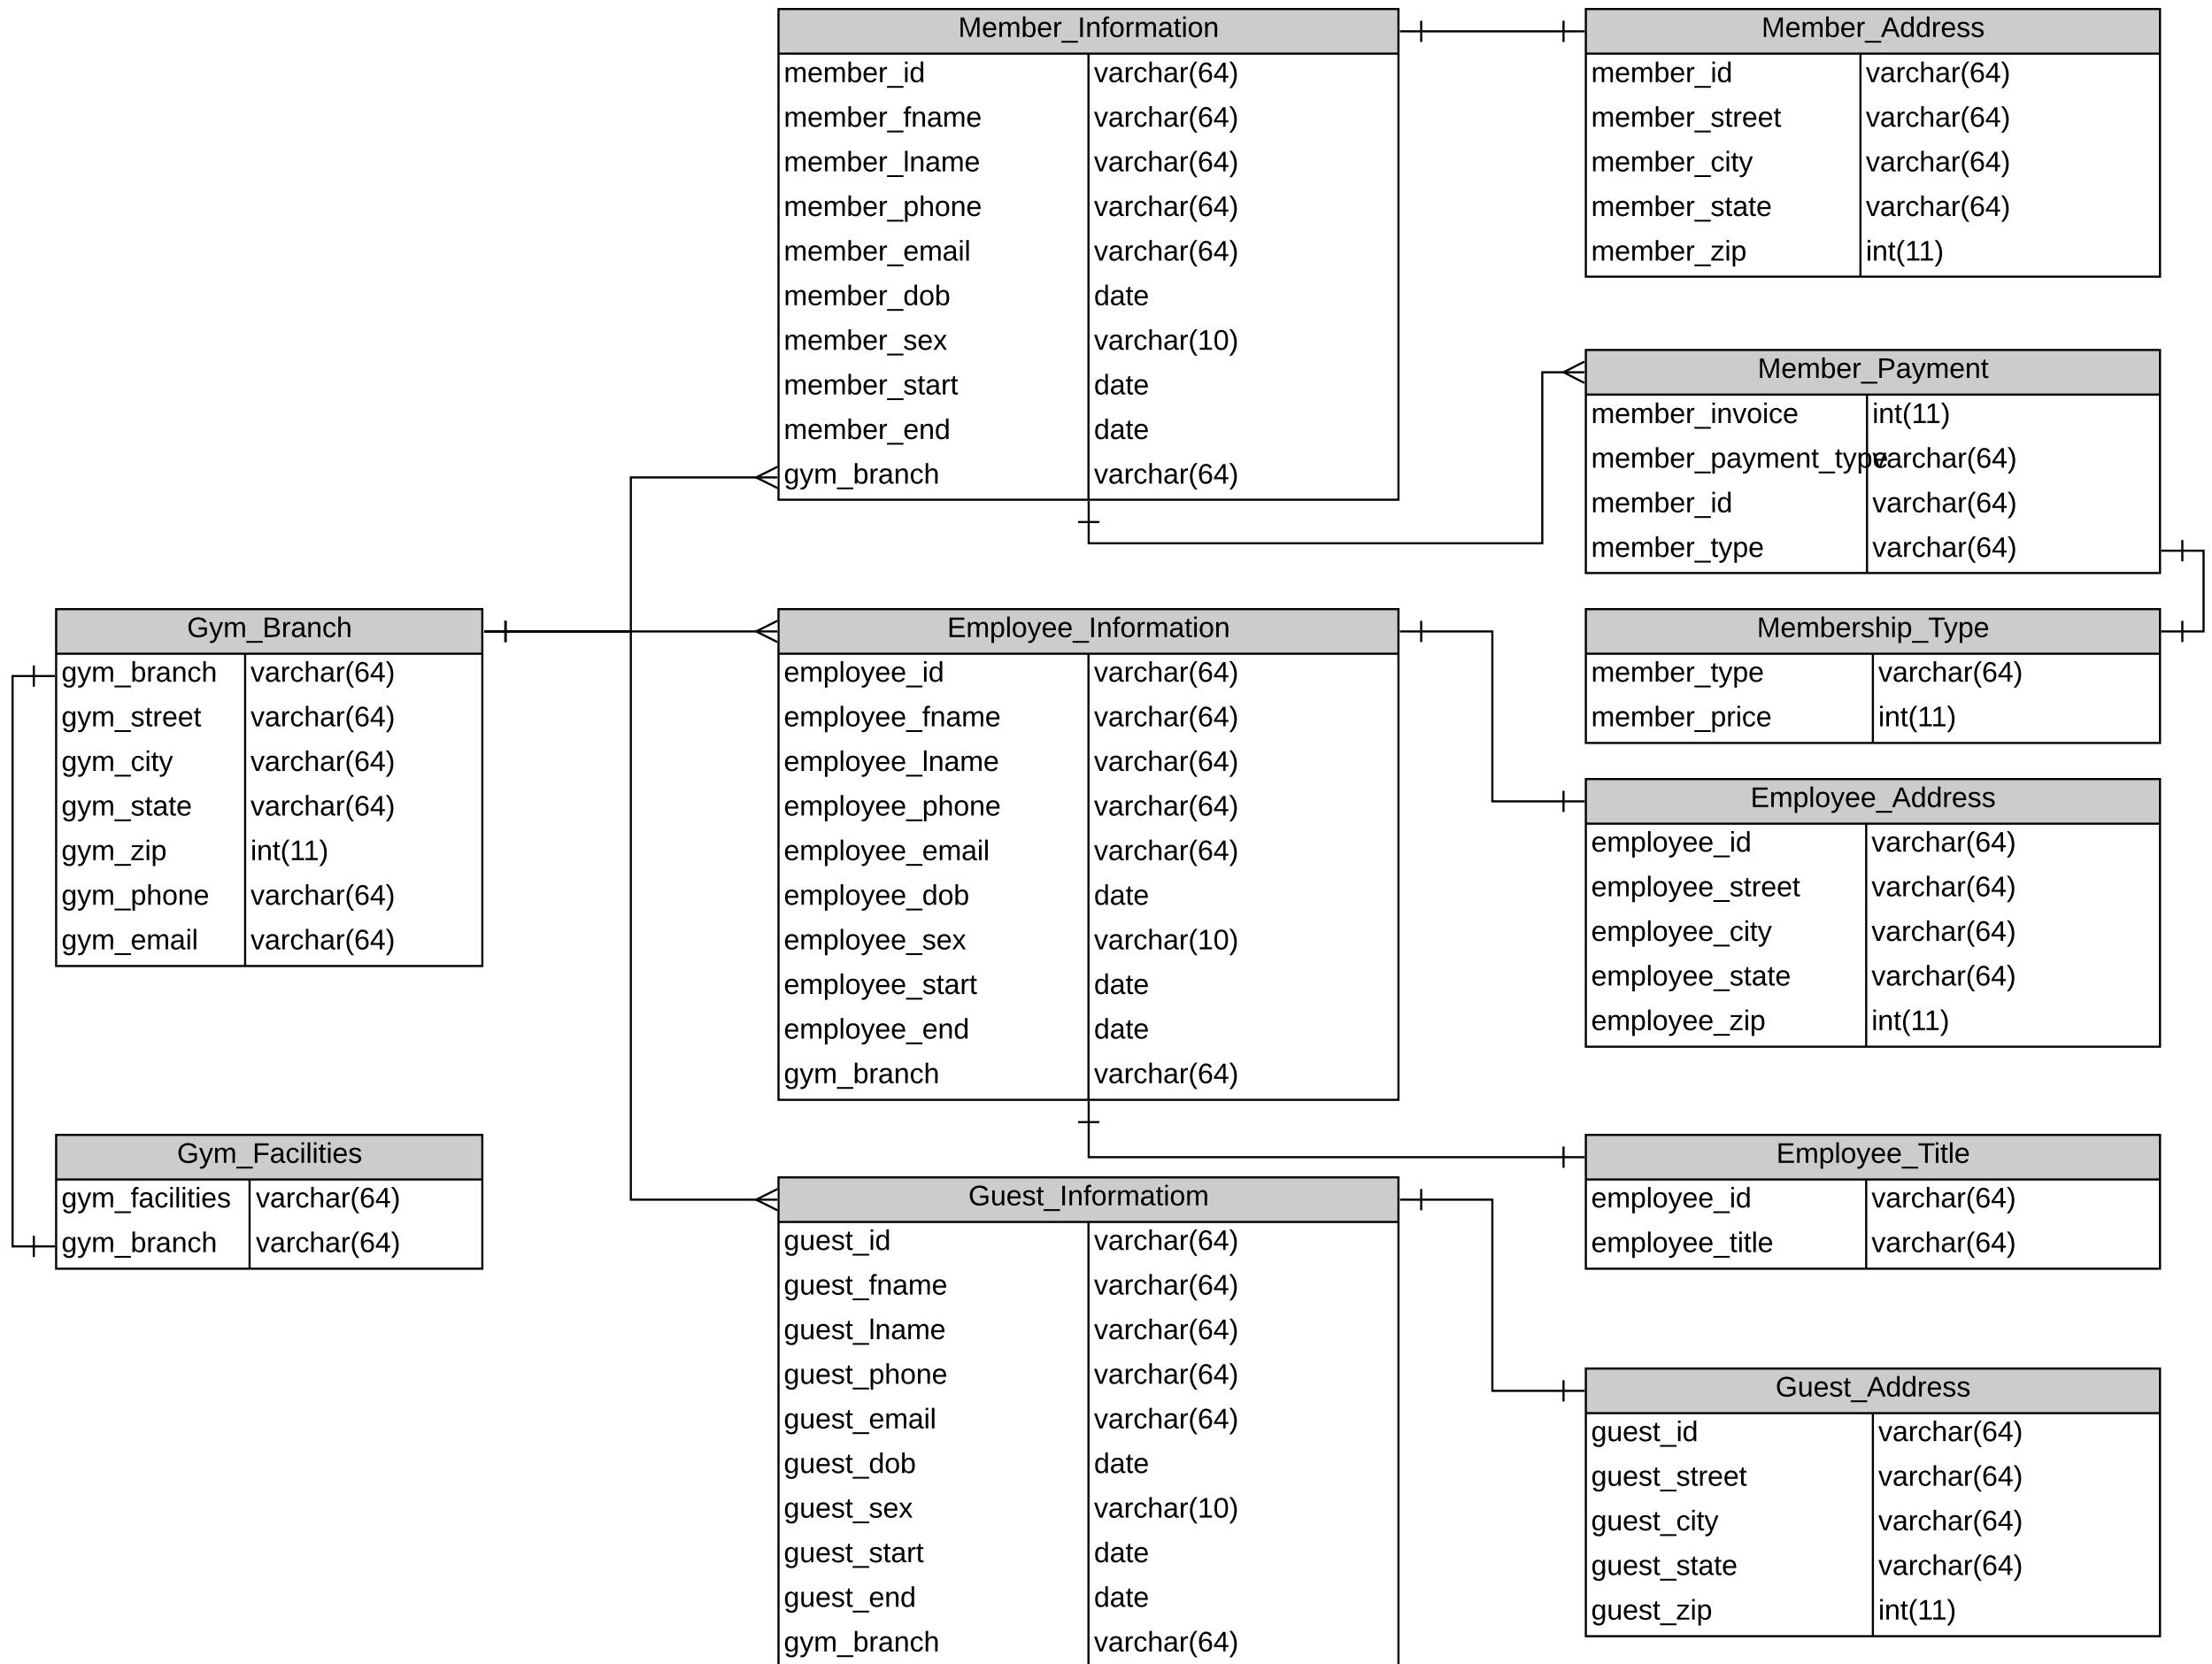 Member_Information
member_id varchar(64)
member_fname varchar(64)
member_lname varchar(64)
member_phone varchar(64)
member_email varchar(64)
member_dob date
member_sex varchar(10)
member_start date
member_end date
gym_branch varchar(64)
Member_Address
member_id varchar(64)
member_street varchar(64)
member_city varchar(64)
member_state varchar(64)
member_zip int(11)
Member_Payment
member_invoice int(11)
member_payment_type varchar(64)
member_id varchar(64)
member_type varchar(64)
Gym_Branch
gym_branch varchar(64)
gym_street varchar(64)
gym_city varchar(64)
gym_state varchar(64)
gym_zip int(11)
gym_phone varchar(64)
gym_email varchar(64)
Employee_Information
employee_id varchar(64)
employee_fname varchar(64)
employee_lname varchar(64)
employee_phone varchar(64)
employee_email varchar(64)
employee_dob date
employee_sex varchar(10)
employee_start date
employee_end date
gym_branch varchar(64)
Membership_Type
member_type varchar(64)
member_price int(11)
Employee_Address
employee_id varchar(64)
employee_street varchar(64)
employee_city varchar(64)
employee_state varchar(64)
employee_zip int(11)
Gym_Facilities
gym_facilities varchar(64)
gym_branch varchar(64)
Employee_Title
employee_id varchar(64)
employee_title varchar(64)
Guest_Informatiom
guest_id varchar(64)
guest_fname varchar(64)
guest_lname varchar(64)
guest_phone varchar(64)
guest_email varchar(64)
guest_dob date
guest_sex varchar(10)
guest_start date
guest_end date
gym_branch varchar(64)
Guest_Address
guest_id varchar(64)
guest_street varchar(64)
guest_city varchar(64)
guest_state varchar(64)
guest_zip int(11)